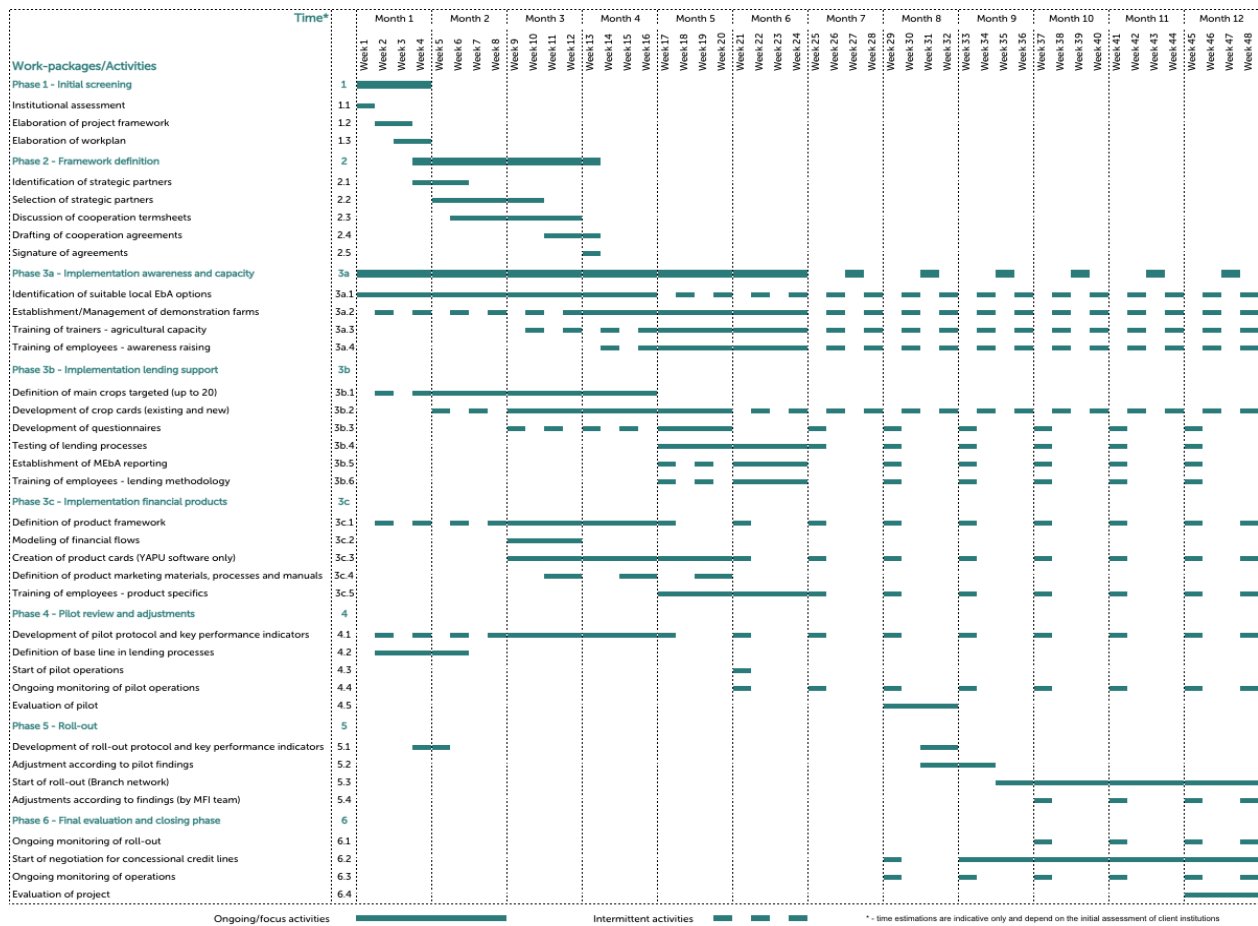 Time*
Month 1 Month 2 Month 3 Month 4 Month 5 Month 6 Month 7 Month 8 Month 9 Month 10 Month 11 Month 12
Week 1 Week 2 Week 3 Week 4 Week 5 Week 6 Week 7 Week 8 Week 9 Week 10 Week 11 Week 12 Week 13 Week 14 Week 15 Week 16 Week 17 Week 18 Week 19 Week 20 Week 21 Week 22 Week 23 Week 24 Week 25 Week 26 Week 27 Week 28 Week 29 Week 30 Week 31 Week 32 Week 33 Week 34 Week 35 Week 36 Week 37 Week 38 Week 39 Week 40 Week 41 Week 42 Week 43 Week 44 Week 45 Week 46 Week 47 Week 48
Work-packages/Activities
Phase 1 - Initial screening 1
Institutional assessment 1.1
Elaboration of project framework 1.2
Elaboration of workplan 1.3
Phase 2 - Framework definition 2
Identification of strategic partners 2.1
Selection of strategic partners 2.2
Discussion of cooperation termsheets 2.3
Drafting of cooperation agreements 2.4
Signature of agreements 2.5
Phase 3a - Implementation awareness and capacity 3a
Identification of suitable local EbA options 3a.1
Establishment/Management of demonstration farms 3a.2
Training of trainers - agricultural capacity 3a.3
Training of employees - awareness raising 3a.4
Phase 3b - Implementation lending support 3b
Definition of main crops targeted (up to 20) 3b.1
Development of crop cards (existing and new) 3b.2
Development of questionnaires 3b.3
Testing of lending processes 3b.4
Establishment of MEbA reporting 3b.5
Training of employees - lending methodology 3b.6
Phase 3c - Implementation financial products 3c
Definition of product framework 3c.1
Modeling of financial flows 3c.2
Creation of product cards (YAPU software only) 3c.3
Definition of product marketing materials, processes and manuals 3c.4
Training of employees - product specifics 3c.5
Phase 4 - Pilot review and adjustments 4
Development of pilot protocol and key performance indicators 4.1
Definition of base line in lending processes 4.2
Start of pilot operations 4.3
Ongoing monitoring of pilot operations 4.4
Evaluation of pilot 4.5
Phase 5 - Roll-out 5
Development of roll-out protocol and key performance indicators 5.1
Adjustment according to pilot findings 5.2
Start of roll-out (Branch network) 5.3
Adjustments according to findings (by MFI team) 5.4
Phase 6 - Final evaluation and closing phase 6
Ongoing monitoring of roll-out 6.1
Start of negotiation for concessional credit lines 6.2
Ongoing monitoring of operations 6.3
Evaluation of project 6.4
Ongoing/focus activities Intermittent activities * - time estimations are indicative only and depend on the initial assessment of client institutions